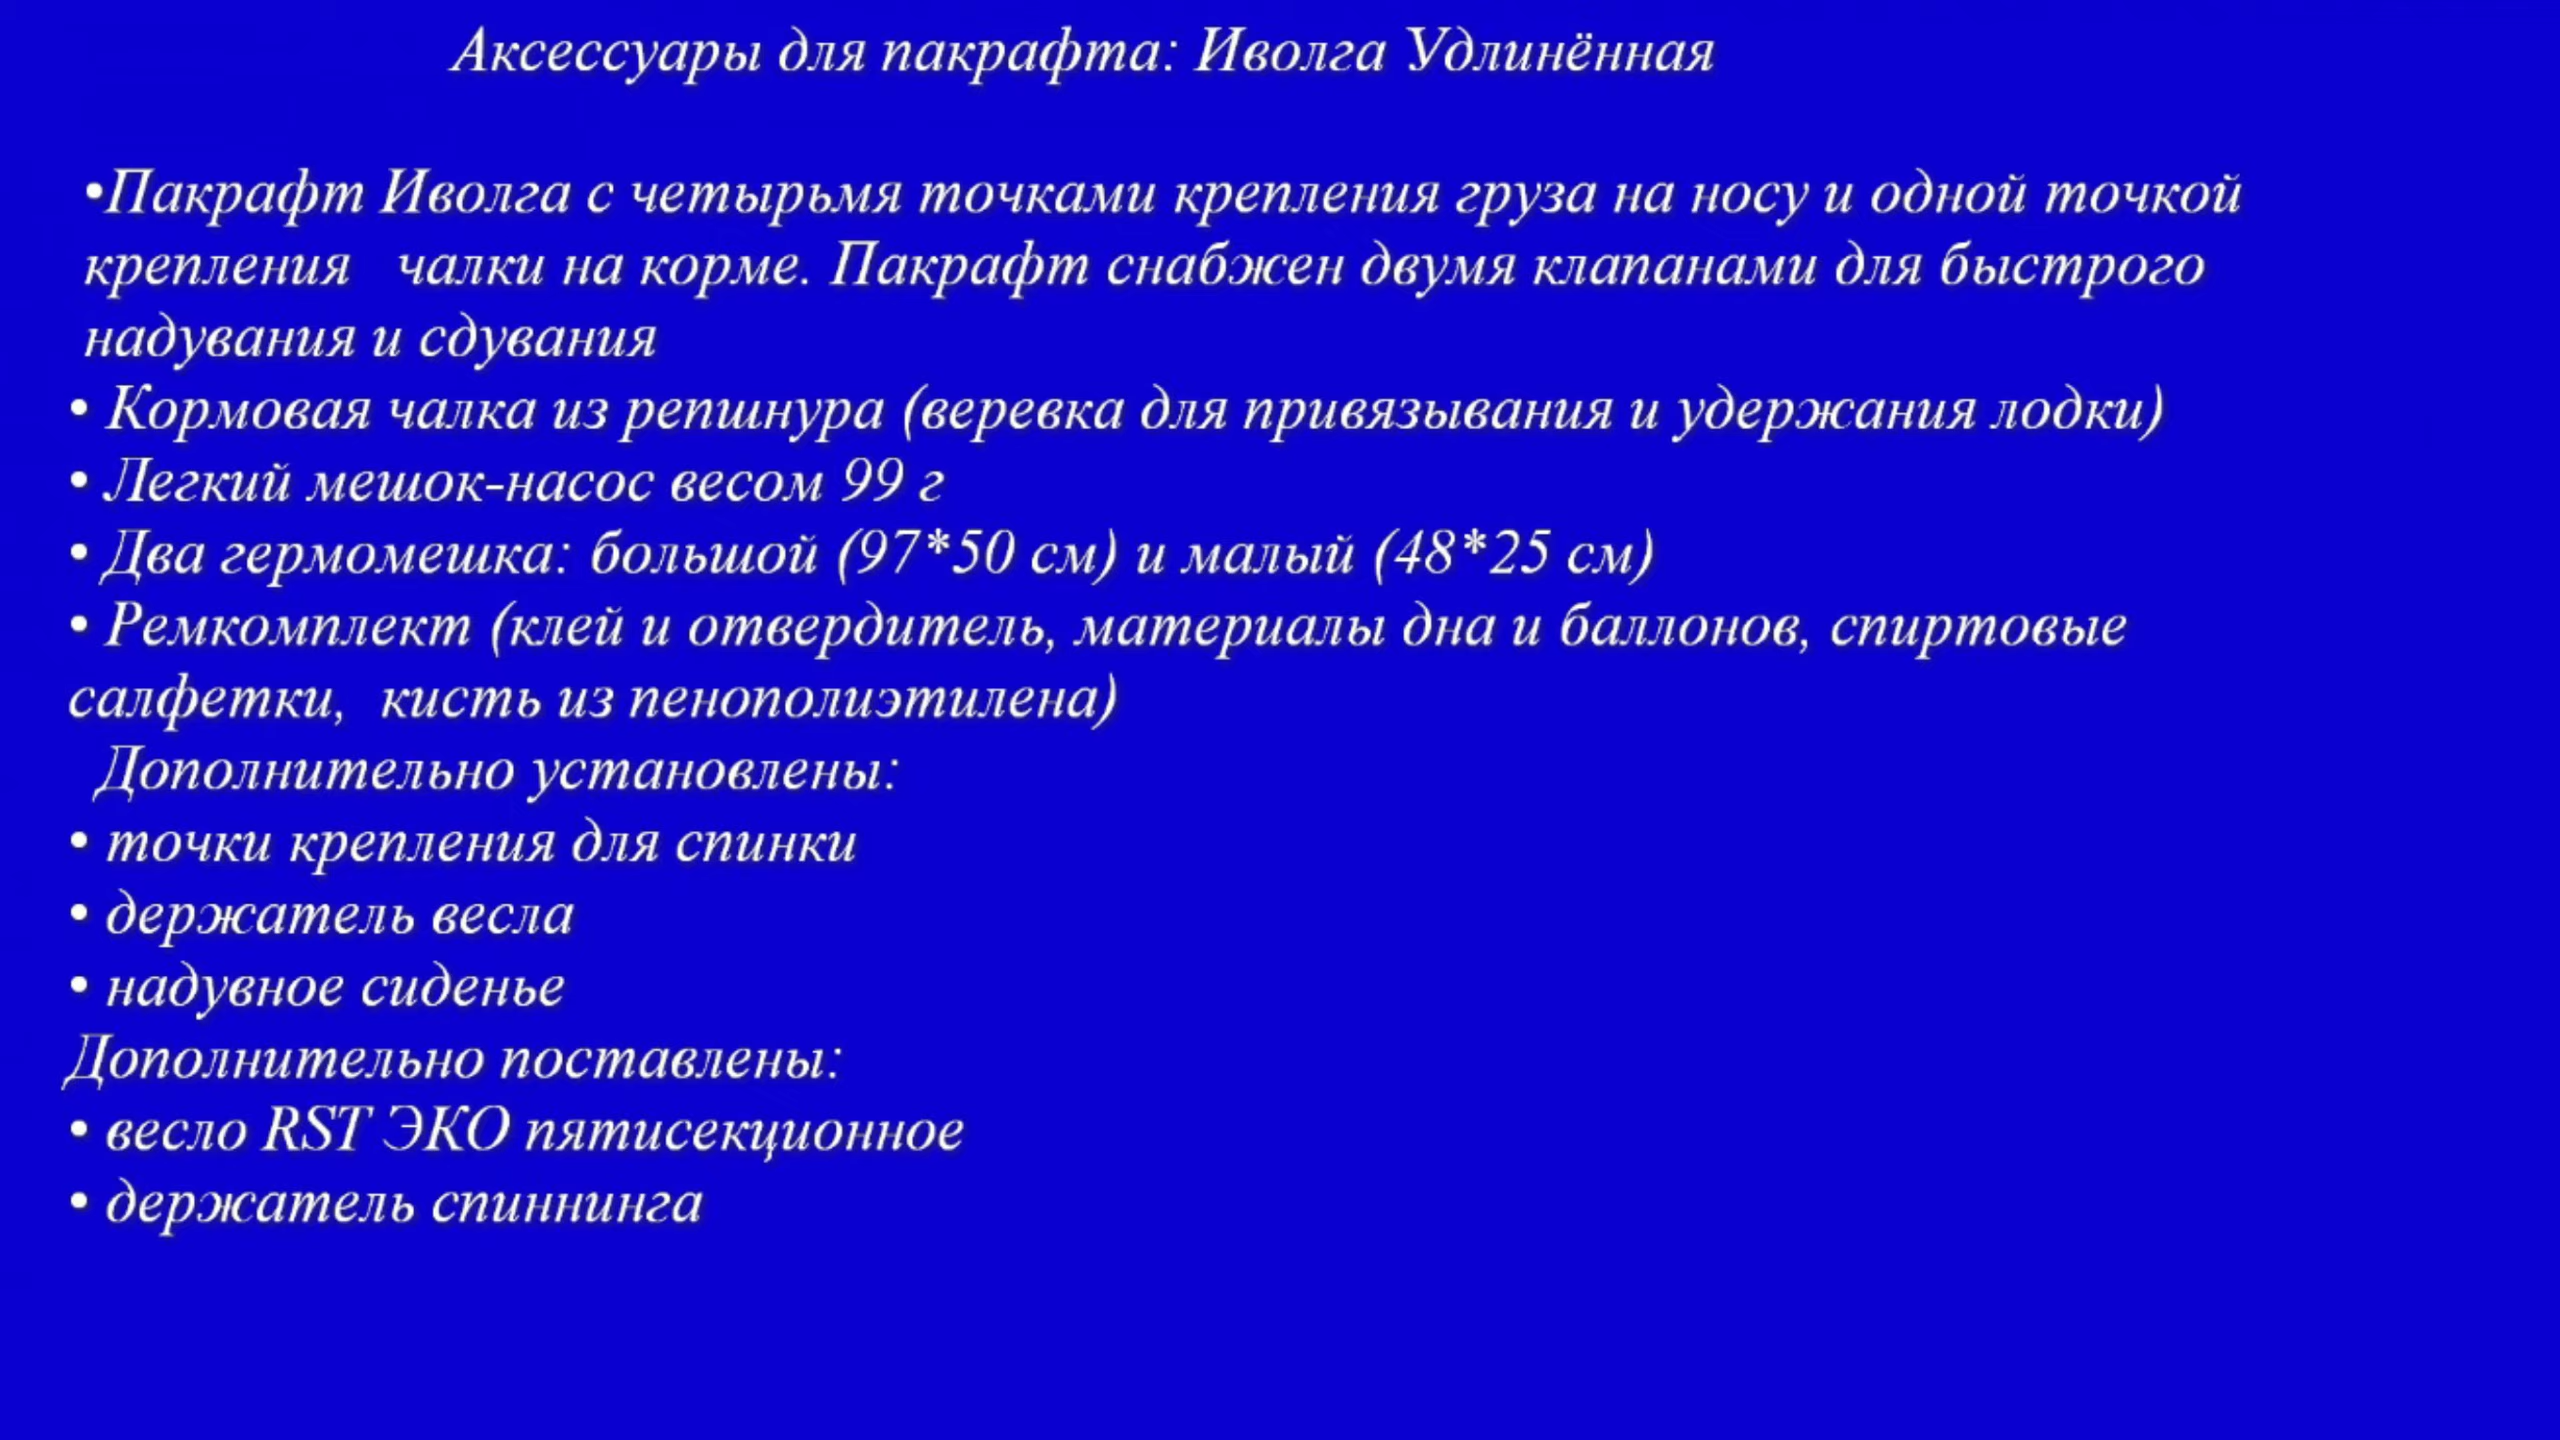 Аксессуары для пакрафта: Иволга Удлинённая
•Пакрафт Иволга с четырьмя точками крепления груза на носу и одной точкой
крепления чалки на корме. Пакрафт снабжен двумя клапанами для быстрого
надувания и сдувания
• Кормовая чалка из репшнура (веревка для привязывания и удержания лодки)
• Легкий мешок-насос весом 99 г
• Два гермомешка: большой (97*50 см) и малый (48*25 см)
• Ремкомплект (клей и отвердитель, материалы дна и баллонов, спиртовые
салфетки, кисть из пенополиэтилена)
Дополнительно установлены:
• точки крепления для спинки
• держатель весла
• надувное сиденье
Дополнительно поставлены:
• весло RST ЭКО пятисекционное
• держатель спиннинга